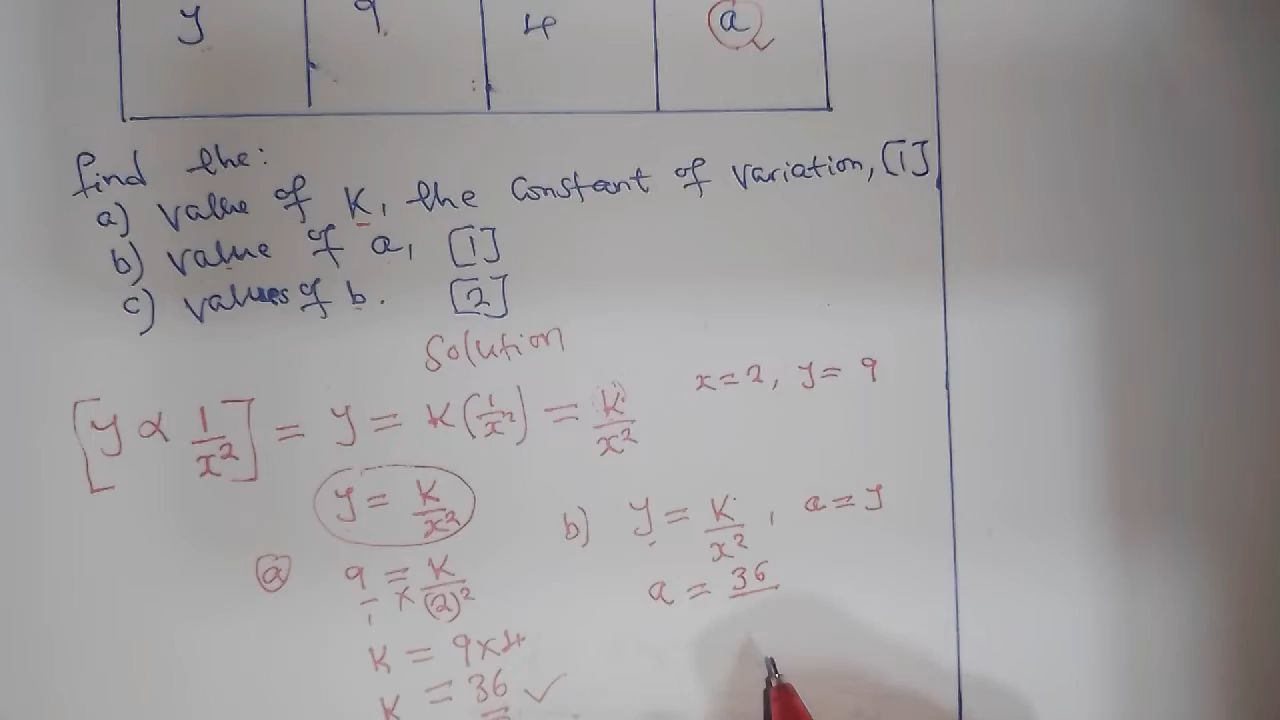 y 9 4 a
find the:
a) value of K, the constant of variation, [1]
b) value of a, [1]
c) values of b. [2]
Solution
x=2, y=9
[y ∝ 1/x²] = y = K(1/x²) = K/x²
y = K/x²
b) y = K/x², a=y
a = 36
ⓐ 9/1 × = K/(2)²
K = 9×4
K = 36 ✓